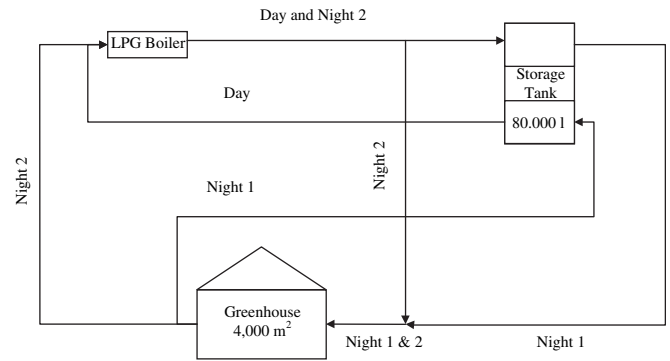 Day and Night 2
LPG Boiler
Storage
Tank
Day
80.000 l
Night 2
Night 2
Night 1
Greenhouse
4,000 m²
Night 1 & 2
Night 1